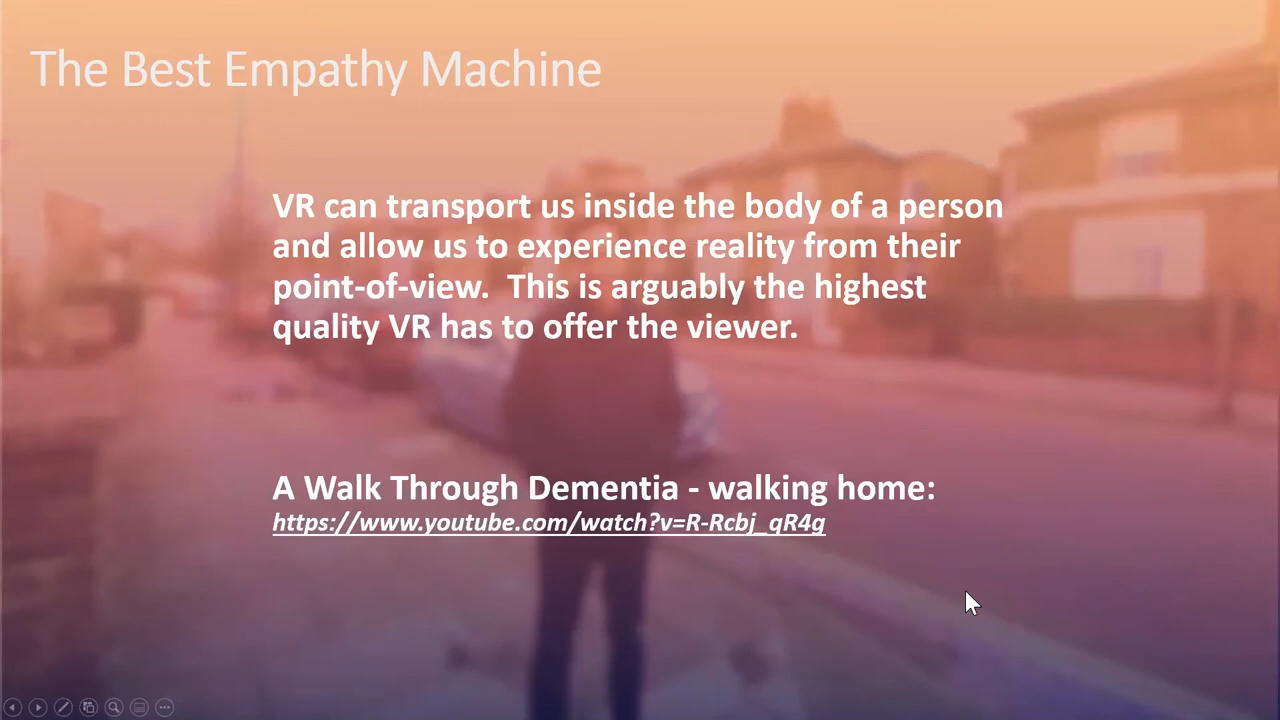 The Best Empathy Machine
VR can transport us inside the body of a person
and allow us to experience reality from their
point-of-view.  This is arguably the highest
quality VR has to offer the viewer.
A Walk Through Dementia - walking home:
https://www.youtube.com/watch?v=R-Rcbj_qR4g